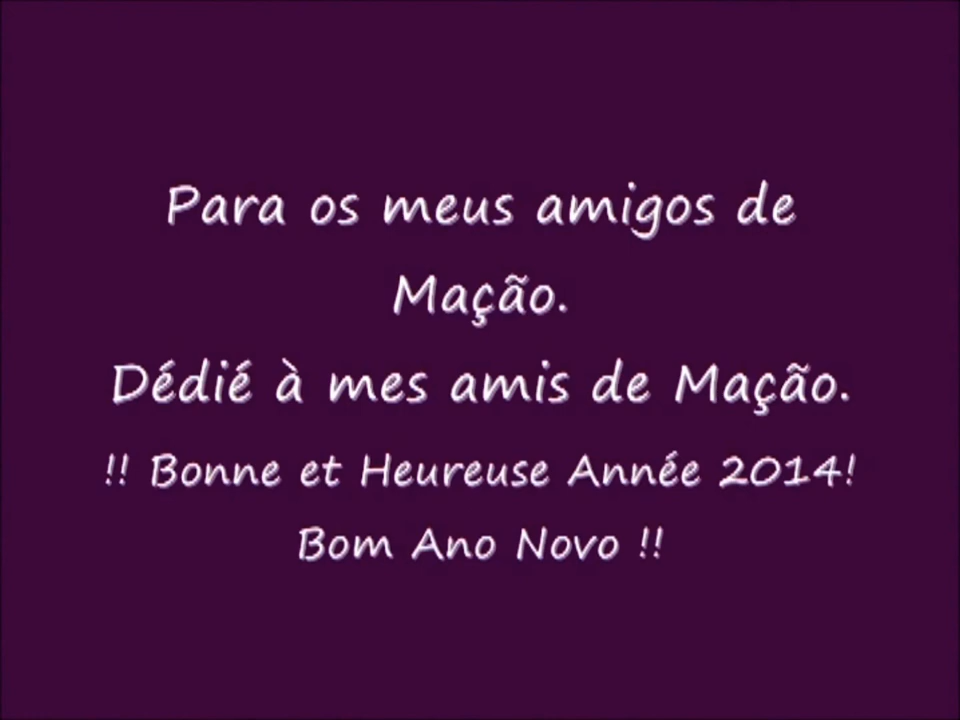 Para os meus amigos de
Mação.
Dédié à mes amis de Mação.
!! Bonne et Heureuse Année 2014!
Bom Ano Novo !!